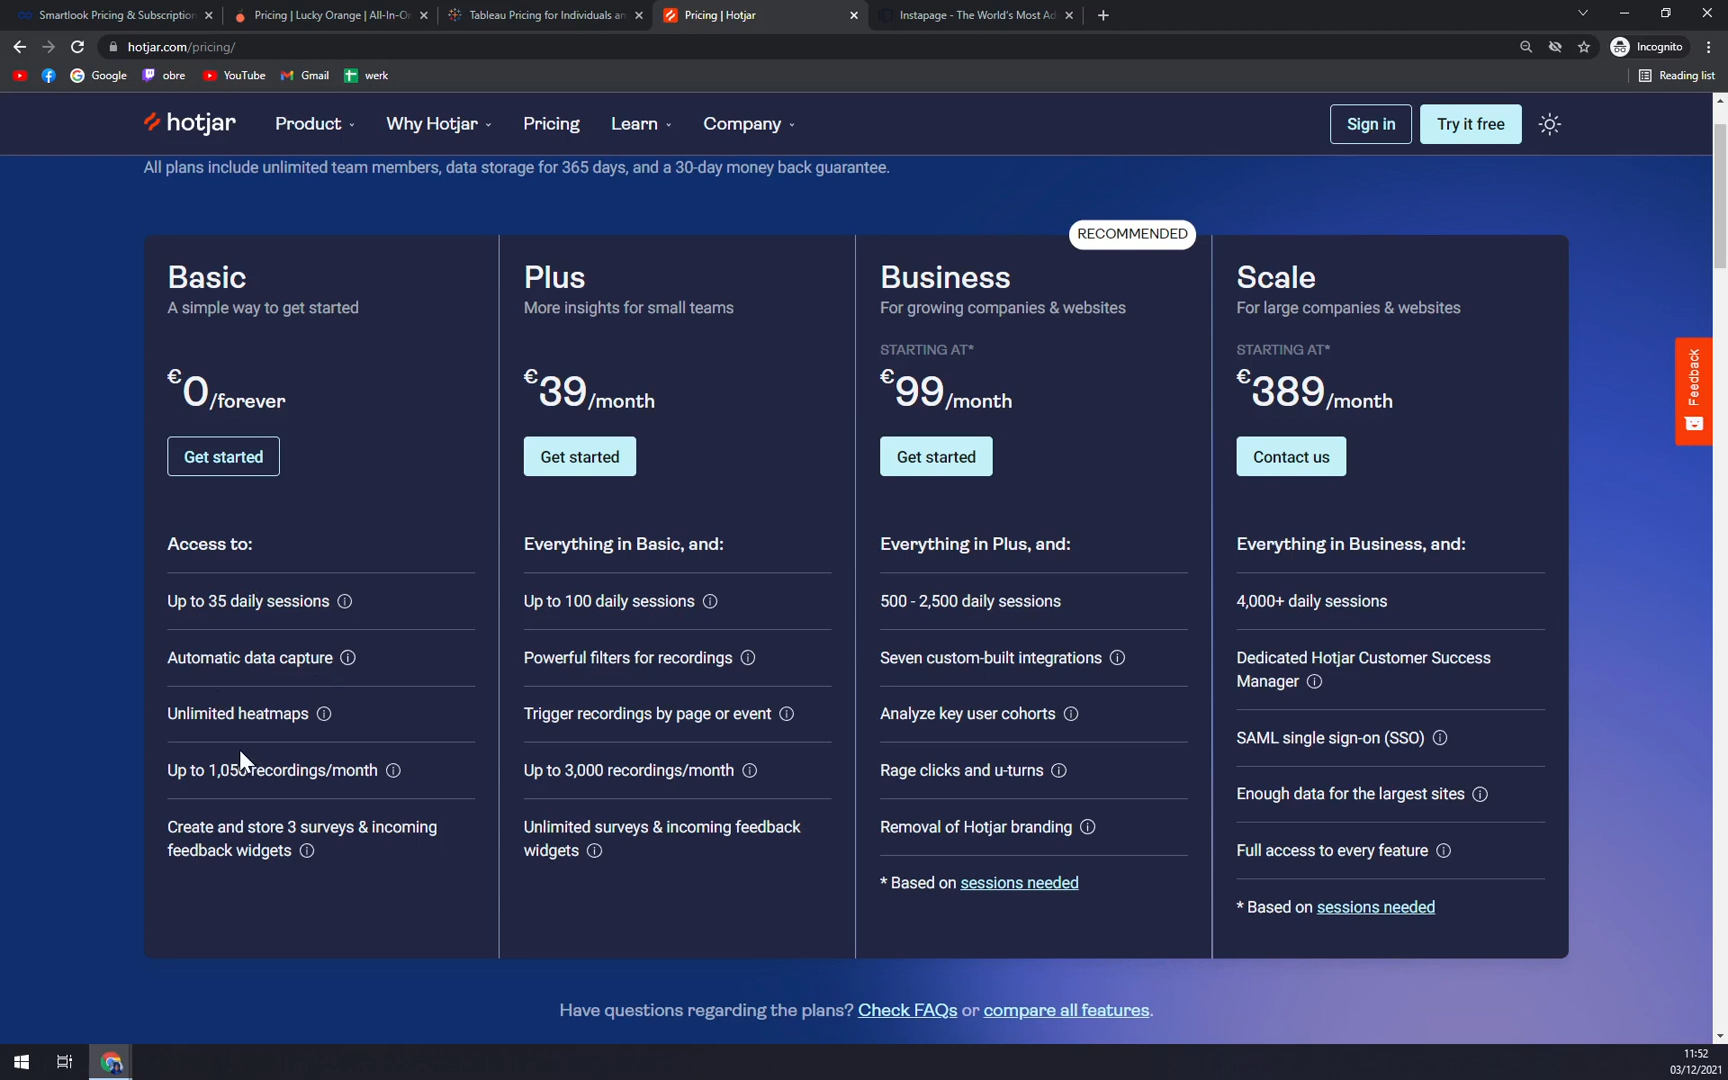 Smartlook Pricing & Subscription
Pricing | Lucky Orange | All-In-Or
Tableau Pricing for Individuals an
Pricing | Hotjar
Instapage - The World's Most Ad
hotjar.com/pricing/
Incognito
Google
obre
YouTube
Gmail
werk
Reading list
hotjar
Product
Why Hotjar
Pricing
Learn
Company
Sign in
Try it free
All plans include unlimited team members, data storage for 365 days, and a 30-day money back guarantee.
RECOMMENDED
Basic
A simple way to get started
€0/forever
Get started
Access to:
Up to 35 daily sessions
Automatic data capture
Unlimited heatmaps
Up to 1,050 recordings/month
Create and store 3 surveys & incoming
feedback widgets
Plus
More insights for small teams
€39/month
Get started
Everything in Basic, and:
Up to 100 daily sessions
Powerful filters for recordings
Trigger recordings by page or event
Up to 3,000 recordings/month
Unlimited surveys & incoming feedback
widgets
Business
For growing companies & websites
STARTING AT*
€99/month
Get started
Everything in Plus, and:
500 - 2,500 daily sessions
Seven custom-built integrations
Analyze key user cohorts
Rage clicks and u-turns
Removal of Hotjar branding
* Based on sessions needed
Scale
For large companies & websites
STARTING AT*
€389/month
Contact us
Everything in Business, and:
4,000+ daily sessions
Dedicated Hotjar Customer Success
Manager
SAML single sign-on (SSO)
Enough data for the largest sites
Full access to every feature
* Based on sessions needed
Feedback
Have questions regarding the plans? Check FAQs or compare all features.
11:52
03/12/2021